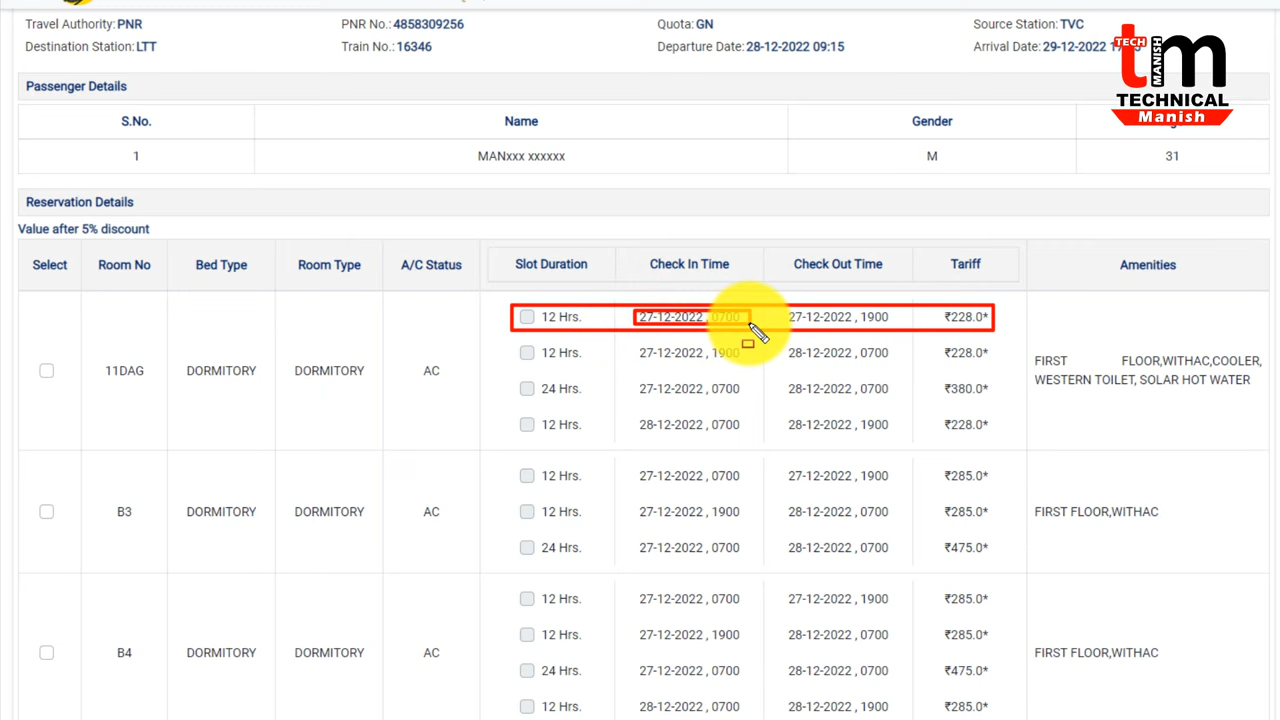 Travel Authority: PNR PNR No.: 4858309256 Quota: GN Source Station: TVC
Destination Station: LTT Train No.: 16346 Departure Date: 28-12-2022 09:15 Arrival Date: 29-12-2022
TECH MANISH tm
TECHNICAL
Manish
Passenger Details
S.No. Name Gender
1 MANxxx xxxxxx M 31
Reservation Details
Value after 5% discount
Select Room No Bed Type Room Type A/C Status Slot Duration Check In Time Check Out Time Tariff Amenities
12 Hrs. 27-12-2022 , 0700 27-12-2022 , 1900 ₹228.0*
12 Hrs. 27-12-2022 , 1900 28-12-2022 , 0700 ₹228.0*
11DAG DORMITORY DORMITORY AC FIRST FLOOR,WITHAC,COOLER,
WESTERN TOILET, SOLAR HOT WATER
24 Hrs. 27-12-2022 , 0700 28-12-2022 , 0700 ₹380.0*
12 Hrs. 28-12-2022 , 0700 28-12-2022 , 1900 ₹228.0*
12 Hrs. 27-12-2022 , 0700 27-12-2022 , 1900 ₹285.0*
B3 DORMITORY DORMITORY AC 12 Hrs. 27-12-2022 , 1900 28-12-2022 , 0700 ₹285.0* FIRST FLOOR,WITHAC
24 Hrs. 27-12-2022 , 0700 28-12-2022 , 0700 ₹475.0*
12 Hrs. 27-12-2022 , 0700 27-12-2022 , 1900 ₹285.0*
12 Hrs. 27-12-2022 , 1900 28-12-2022 , 0700 ₹285.0*
B4 DORMITORY DORMITORY AC FIRST FLOOR,WITHAC
24 Hrs. 27-12-2022 , 0700 28-12-2022 , 0700 ₹475.0*
12 Hrs. 28-12-2022 , 0700 28-12-2022 , 1900 ₹285.0*